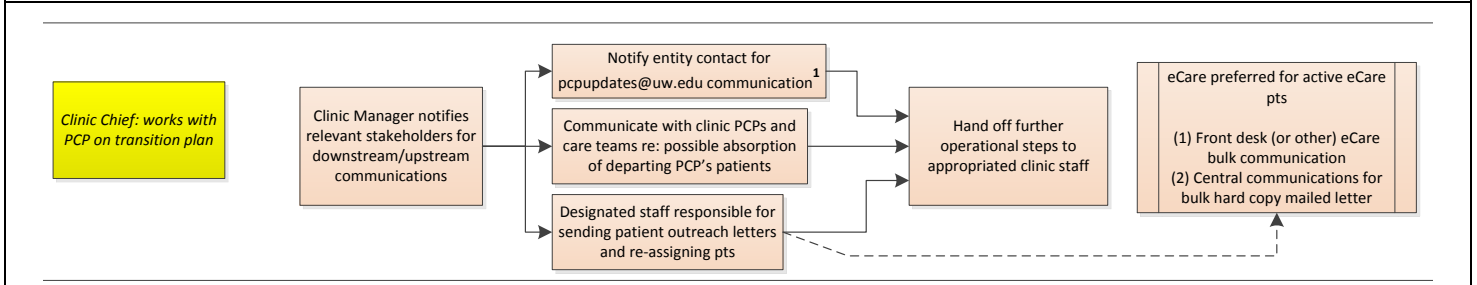 Clinic Chief: works with
PCP on transition plan
Clinic Manager notifies
relevant stakeholders for
downstream/upstream
communications
Notify entity contact for
pcpupdates@uw.edu communication1
Communicate with clinic PCPs and
care teams re: possible absorption
of departing PCP's patients
Designated staff responsible for
sending patient outreach letters
and re-assigning pts
Hand off further
operational steps to
appropriated clinic staff
eCare preferred for active eCare
pts
(1) Front desk (or other) eCare
bulk communication
(2) Central communications for
bulk hard copy mailed letter